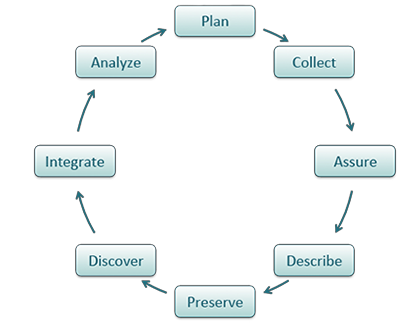 Plan
Collect
Assure
Describe
Preserve
Discover
Integrate
Analyze